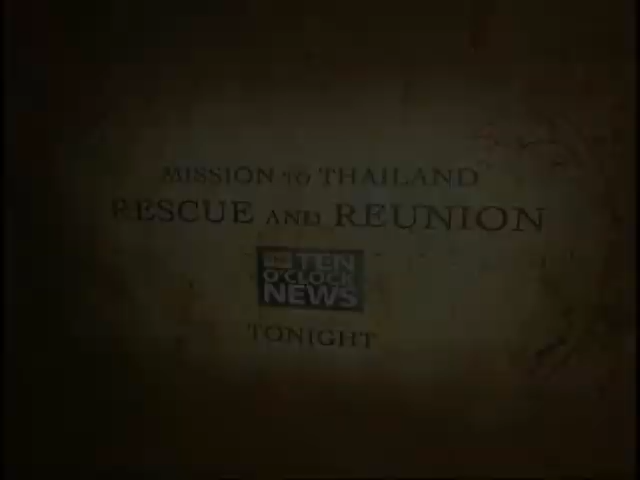 MISSION TO THAILAND
RESCUE AND REUNION
TEN
O'CLOCK
NEWS
TONIGHT